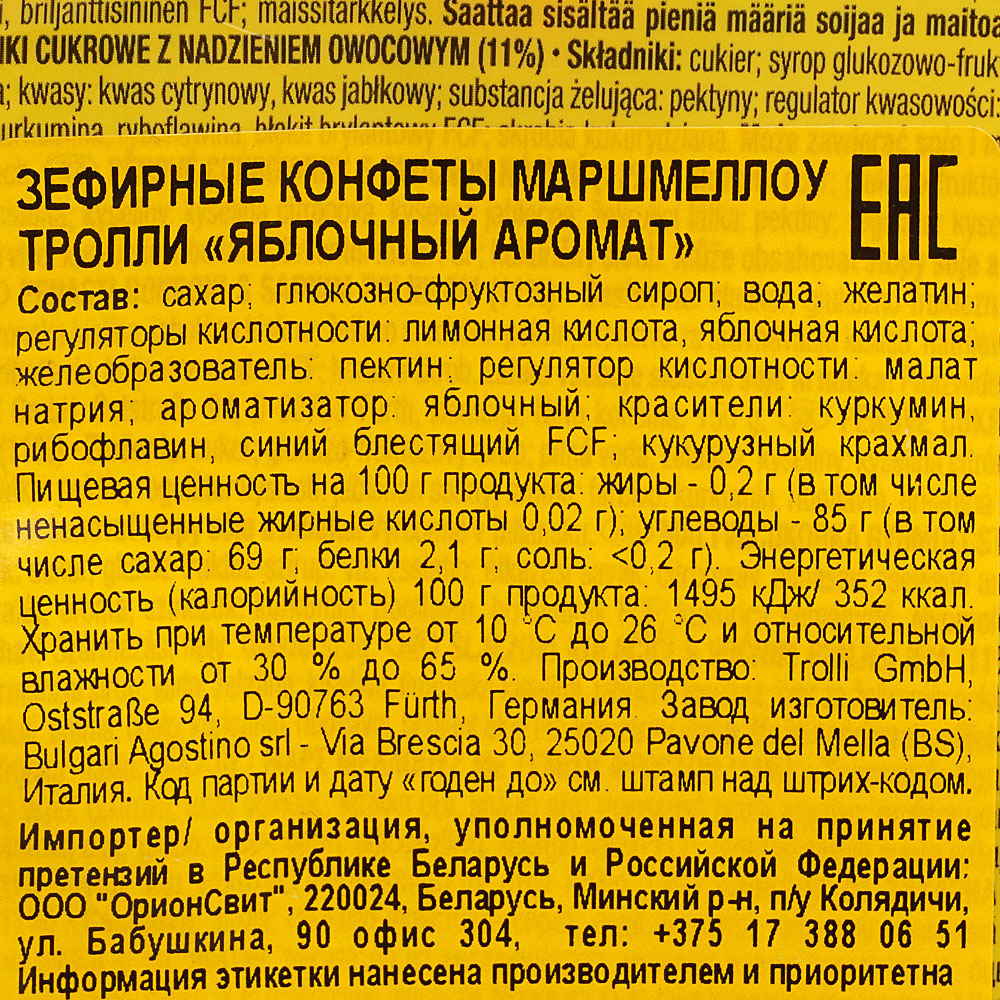 , briljanttisininen FCF; maissitärkkelys. Saattaa sisältää pieniä määriä soijaa ja maitoa
NKI CUKROWE Z NADZIENIEM OWOCOWYM (11%) • Składniki: cukier; syrop glukozowo-frukt
a; kwasy: kwas cytrynowy, kwas jabłkowy; substancja żelująca: pektyny; regulator kwasowości:
urkumina, ryboflawina, błękit brylantowy FCF;
ЗЕФИРНЫЕ КОНФЕТЫ МАРШМЕЛЛОУ EAC
ТРОЛЛИ «ЯБЛОЧНЫЙ АРОМАТ»
Состав: сахар; глюкозно-фруктозный сироп; вода; желатин;
регуляторы кислотности: лимонная кислота, яблочная кислота;
желеобразователь: пектин; регулятор кислотности: малат
натрия; ароматизатор: яблочный; красители: куркумин,
рибофлавин, синий блестящий FCF; кукурузный крахмал.
Пищевая ценность на 100 г продукта: жиры - 0,2 г (в том числе
ненасыщенные жирные кислоты 0,02 г); углеводы - 85 г (в том
числе сахар: 69 г; белки 2,1 г; соль: <0,2 г). Энергетическая
ценность (калорийность) 100 г продукта: 1495 кДж/ 352 ккал.
Хранить при температуре от 10 °С до 26 °С и относительной
влажности от 30 % до 65 %. Производство: Trolli GmbH,
Oststraße 94, D-90763 Fürth, Германия. Завод изготовитель:
Bulgari Agostino srl - Via Brescia 30, 25020 Pavone del Mella (BS),
Италия. Код партии и дату «годен до» см. штамп над штрих-кодом.
Импортер/ организация, уполномоченная на принятие
претензий в Республике Беларусь и Российской Федерации:
ООО "ОрионСвит", 220024, Беларусь, Минский р-н, п/у Колядичи,
ул. Бабушкина, 90 офис 304, тел: +375 17 388 06 51
Информация этикетки нанесена производителем и приоритетна